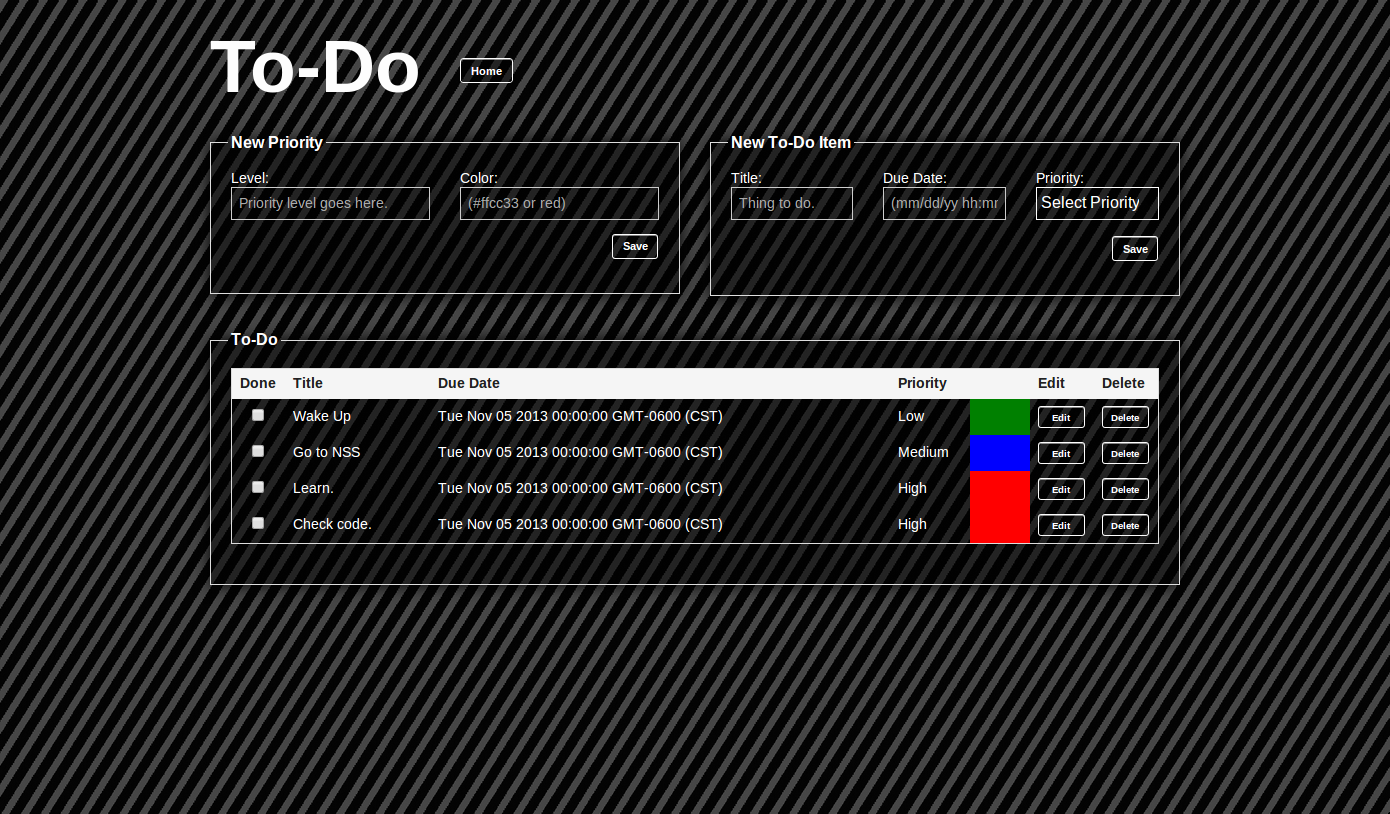 To-Do
Home
New Priority
Level:
Color:
Priority level goes here.
(#ffcc33 or red)
Save
New To-Do Item
Title:
Due Date:
Priority:
Thing to do.
(mm/dd/yy hh:mr
Select Priority
Save
To-Do
Done Title Due Date Priority Edit Delete
Wake Up Tue Nov 05 2013 00:00:00 GMT-0600 (CST) Low Edit Delete
Go to NSS Tue Nov 05 2013 00:00:00 GMT-0600 (CST) Medium Edit Delete
Learn. Tue Nov 05 2013 00:00:00 GMT-0600 (CST) High Edit Delete
Check code. Tue Nov 05 2013 00:00:00 GMT-0600 (CST) High Edit Delete